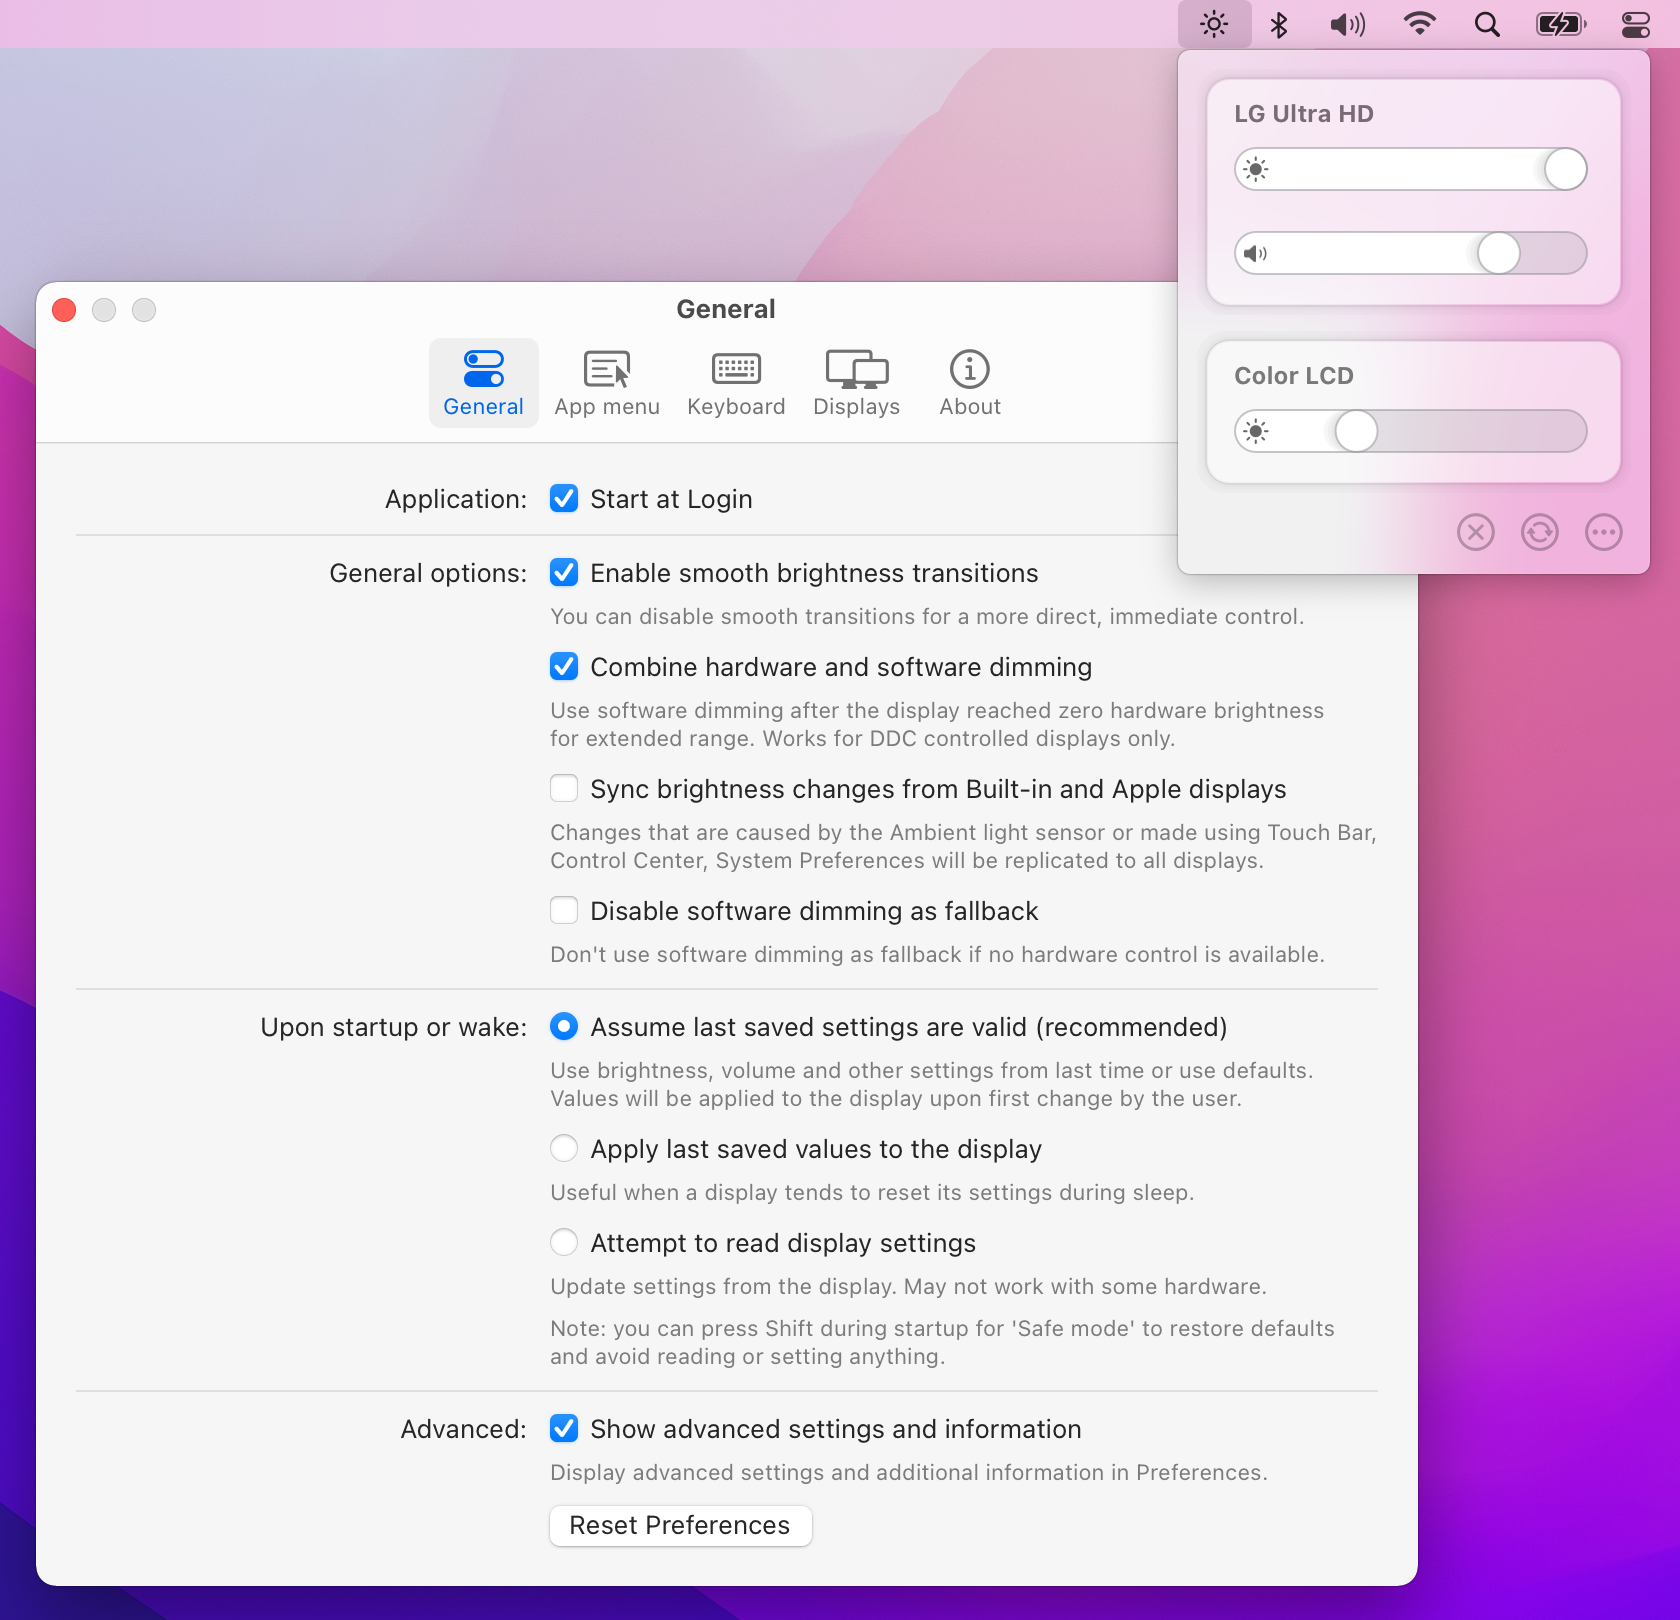 LG Ultra HD
Color LCD
General
General
App menu
Keyboard
Displays
About
Application:
Start at Login
General options:
Enable smooth brightness transitions
You can disable smooth transitions for a more direct, immediate control.
Combine hardware and software dimming
Use software dimming after the display reached zero hardware brightness
for extended range. Works for DDC controlled displays only.
Sync brightness changes from Built-in and Apple displays
Changes that are caused by the Ambient light sensor or made using Touch Bar,
Control Center, System Preferences will be replicated to all displays.
Disable software dimming as fallback
Don't use software dimming as fallback if no hardware control is available.
Upon startup or wake:
Assume last saved settings are valid (recommended)
Use brightness, volume and other settings from last time or use defaults.
Values will be applied to the display upon first change by the user.
Apply last saved values to the display
Useful when a display tends to reset its settings during sleep.
Attempt to read display settings
Update settings from the display. May not work with some hardware.
Note: you can press Shift during startup for 'Safe mode' to restore defaults
and avoid reading or setting anything.
Advanced:
Show advanced settings and information
Display advanced settings and additional information in Preferences.
Reset Preferences